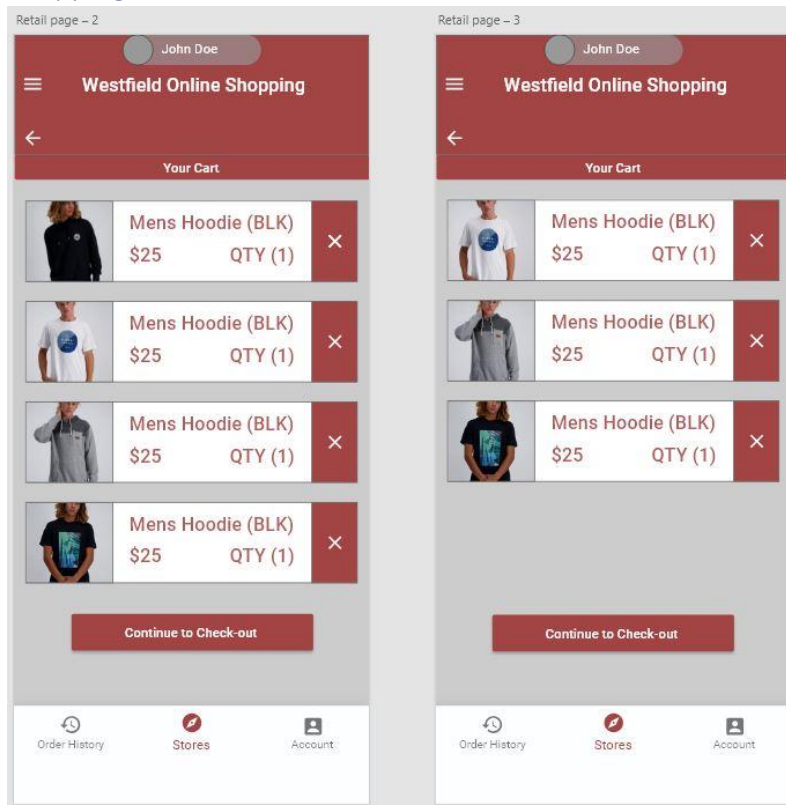 Retail page – 2
John Doe
Westfield Online Shopping
Your Cart
Mens Hoodie (BLK)
$25 QTY (1)
Mens Hoodie (BLK)
$25 QTY (1)
Mens Hoodie (BLK)
$25 QTY (1)
Mens Hoodie (BLK)
$25 QTY (1)
Continue to Check-out
Order History Stores Account
Retail page – 3
John Doe
Westfield Online Shopping
Your Cart
Mens Hoodie (BLK)
$25 QTY (1)
Mens Hoodie (BLK)
$25 QTY (1)
Mens Hoodie (BLK)
$25 QTY (1)
Continue to Check-out
Order History Stores Account